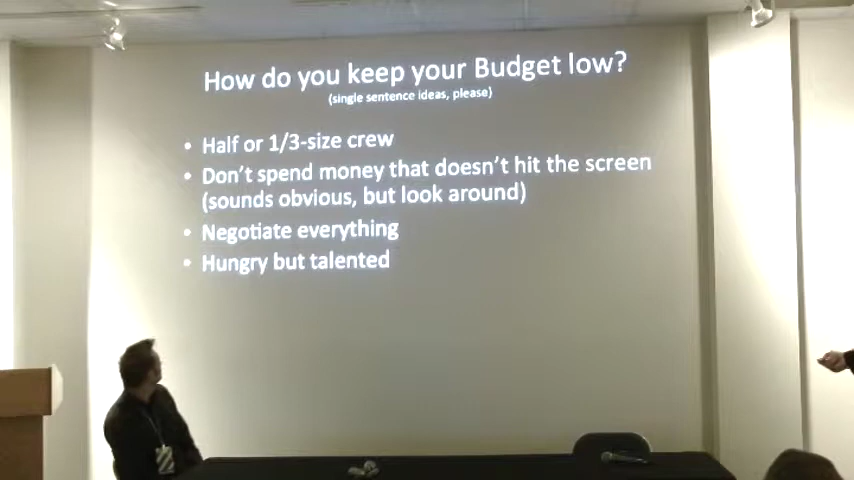 How do you keep your Budget low?
(single sentence ideas, please)
• Half or 1/3-size crew
• Don't spend money that doesn't hit the screen
(sounds obvious, but look around)
• Negotiate everything
• Hungry but talented